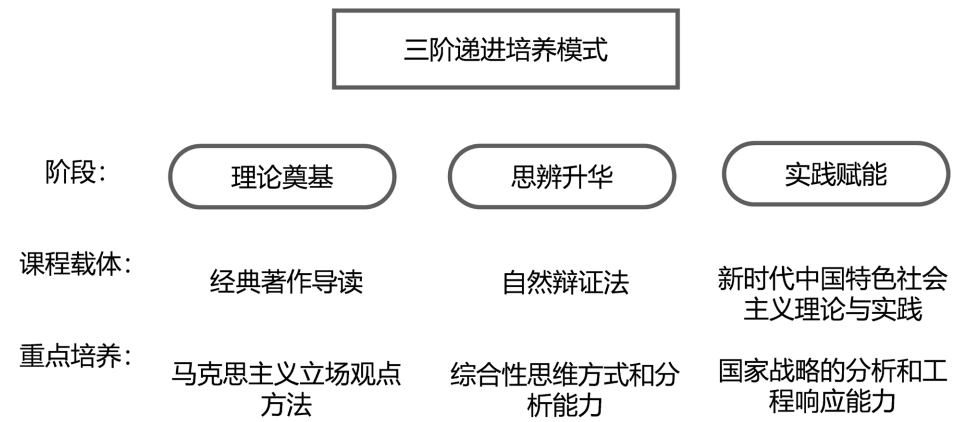 三阶递进培养模式
阶段：
理论奠基
思辨升华
实践赋能
课程载体：
经典著作导读
自然辩证法
新时代中国特色社会
主义理论与实践
重点培养：
马克思主义立场观点
方法
综合性思维方式和分
析能力
国家战略的分析和工
程响应能力